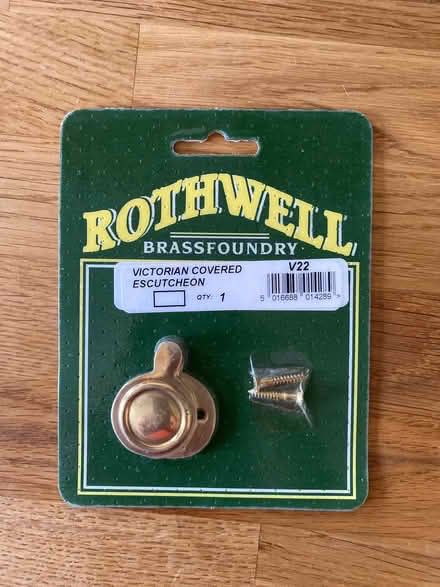 ROTHWELL
BRASSFOUNDRY
VICTORIAN COVERED V22
ESCUTCHEON
QTY: 1
5 016688 014289 >